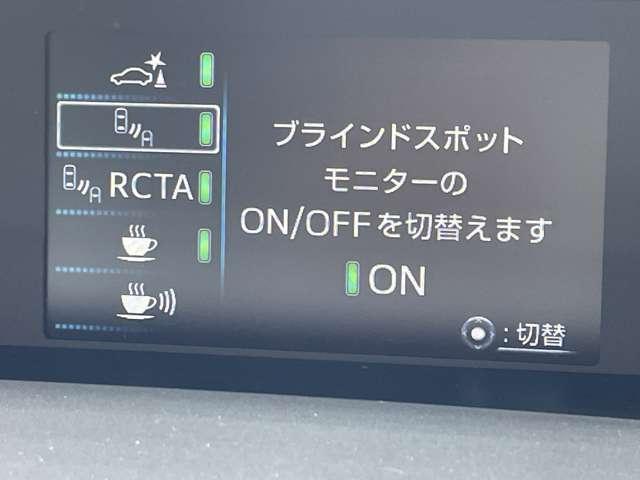 RCTA
ブラインドスポット
モニターの
ON/OFFを切替えます
ON
:切替